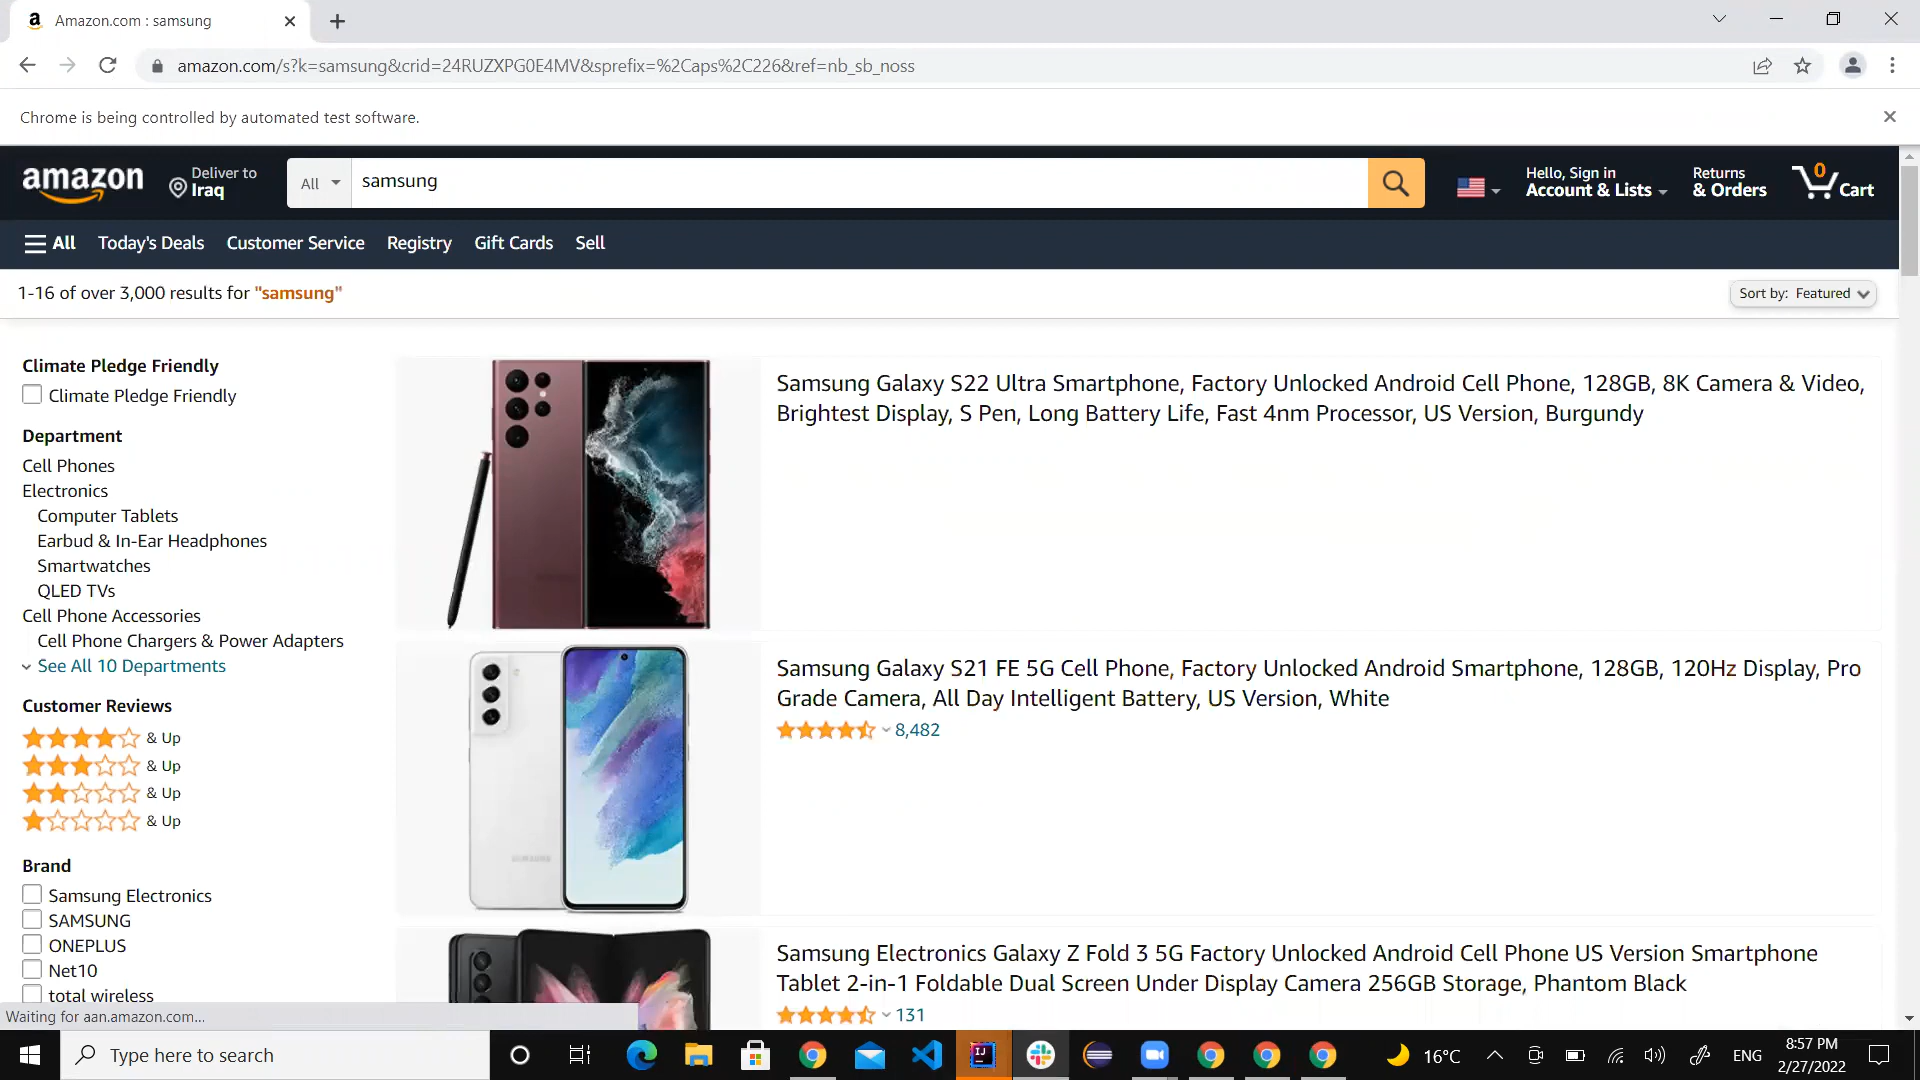 Amazon.com : samsung
amazon.com/s?k=samsung&crid=24RUZXPG0E4MV&sprefix=%2Caps%2C226&ref=nb_sb_noss
Chrome is being controlled by automated test software.
amazon
Deliver to
Iraq
All
samsung
Hello, Sign in
Account & Lists
Returns
& Orders
0
Cart
All
Today's Deals
Customer Service
Registry
Gift Cards
Sell
1-16 of over 3,000 results for "samsung"
Sort by: Featured
Climate Pledge Friendly
Climate Pledge Friendly
Department
Cell Phones
Electronics
Computer Tablets
Earbud & In-Ear Headphones
Smartwatches
QLED TVs
Cell Phone Accessories
Cell Phone Chargers & Power Adapters
See All 10 Departments
Customer Reviews
& Up
& Up
& Up
& Up
Brand
Samsung Electronics
SAMSUNG
ONEPLUS
Net10
total wireless
Samsung Galaxy S22 Ultra Smartphone, Factory Unlocked Android Cell Phone, 128GB, 8K Camera & Video,
Brightest Display, S Pen, Long Battery Life, Fast 4nm Processor, US Version, Burgundy
SAMSUNG
Samsung Galaxy S21 FE 5G Cell Phone, Factory Unlocked Android Smartphone, 128GB, 120Hz Display, Pro
Grade Camera, All Day Intelligent Battery, US Version, White
8,482
Samsung Electronics Galaxy Z Fold 3 5G Factory Unlocked Android Cell Phone US Version Smartphone
Tablet 2-in-1 Foldable Dual Screen Under Display Camera 256GB Storage, Phantom Black
131
Waiting for aan.amazon.com...
Type here to search
IJ
16°C
ENG
8:57 PM
2/27/2022